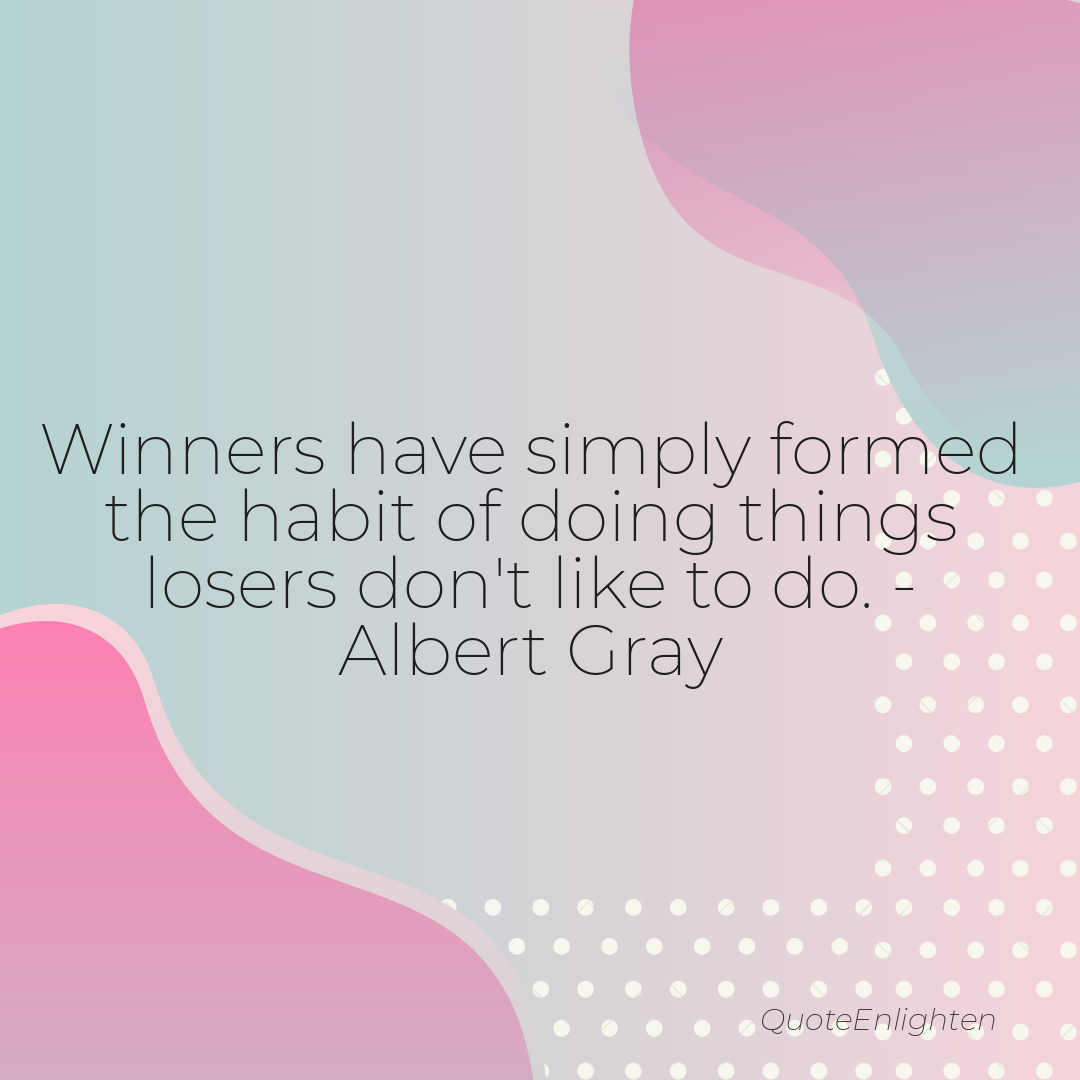 Winners have simply formed
the habit of doing things
losers don't like to do. -
Albert Gray
QuoteEnlighten